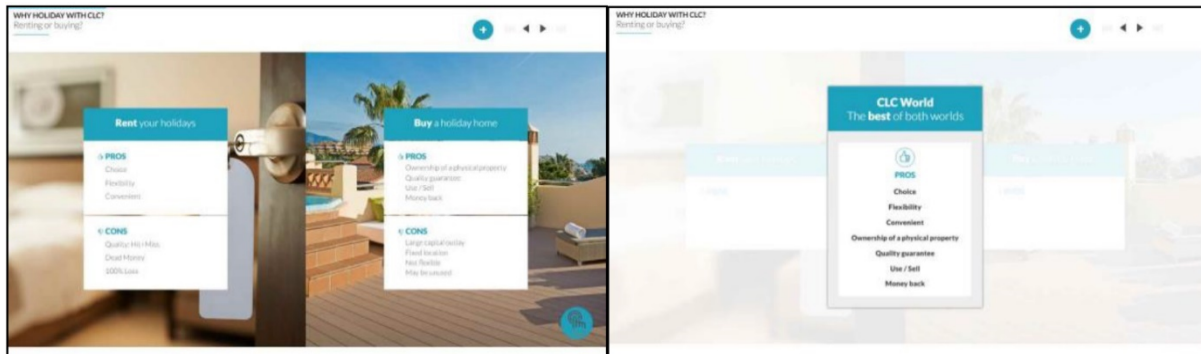 WHY HOLIDAY WITH CLC?
Renting or buying?
Rent your holidays
PROS
Choice
Flexibility
Convenient
CONS
Quality: Hit / Miss
Dead Money
100% Loss
Buy a holiday home
PROS
Ownership of a physical property
Quality guarantee
Use / Sell
Money back
CONS
Large capital outlay
Fixed location
Not flexible
May be unused
WHY HOLIDAY WITH CLC?
Renting or buying?
CLC World
The best of both worlds
PROS
Choice
Flexibility
Convenient
Ownership of a physical property
Quality guarantee
Use / Sell
Money back